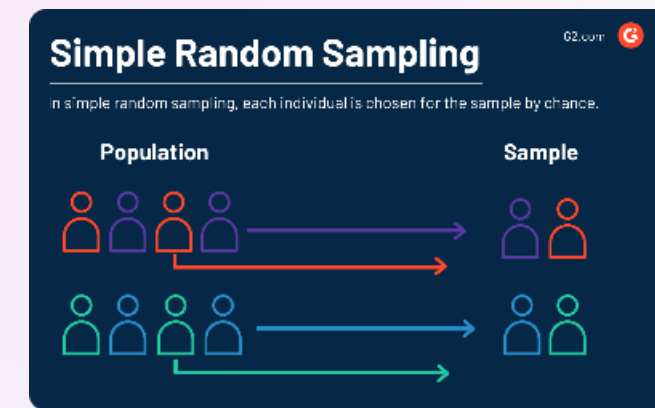 Simple Random Sampling
G2.com
In simple random sampling, each individual is chosen for the sample by chance.
Population
Sample